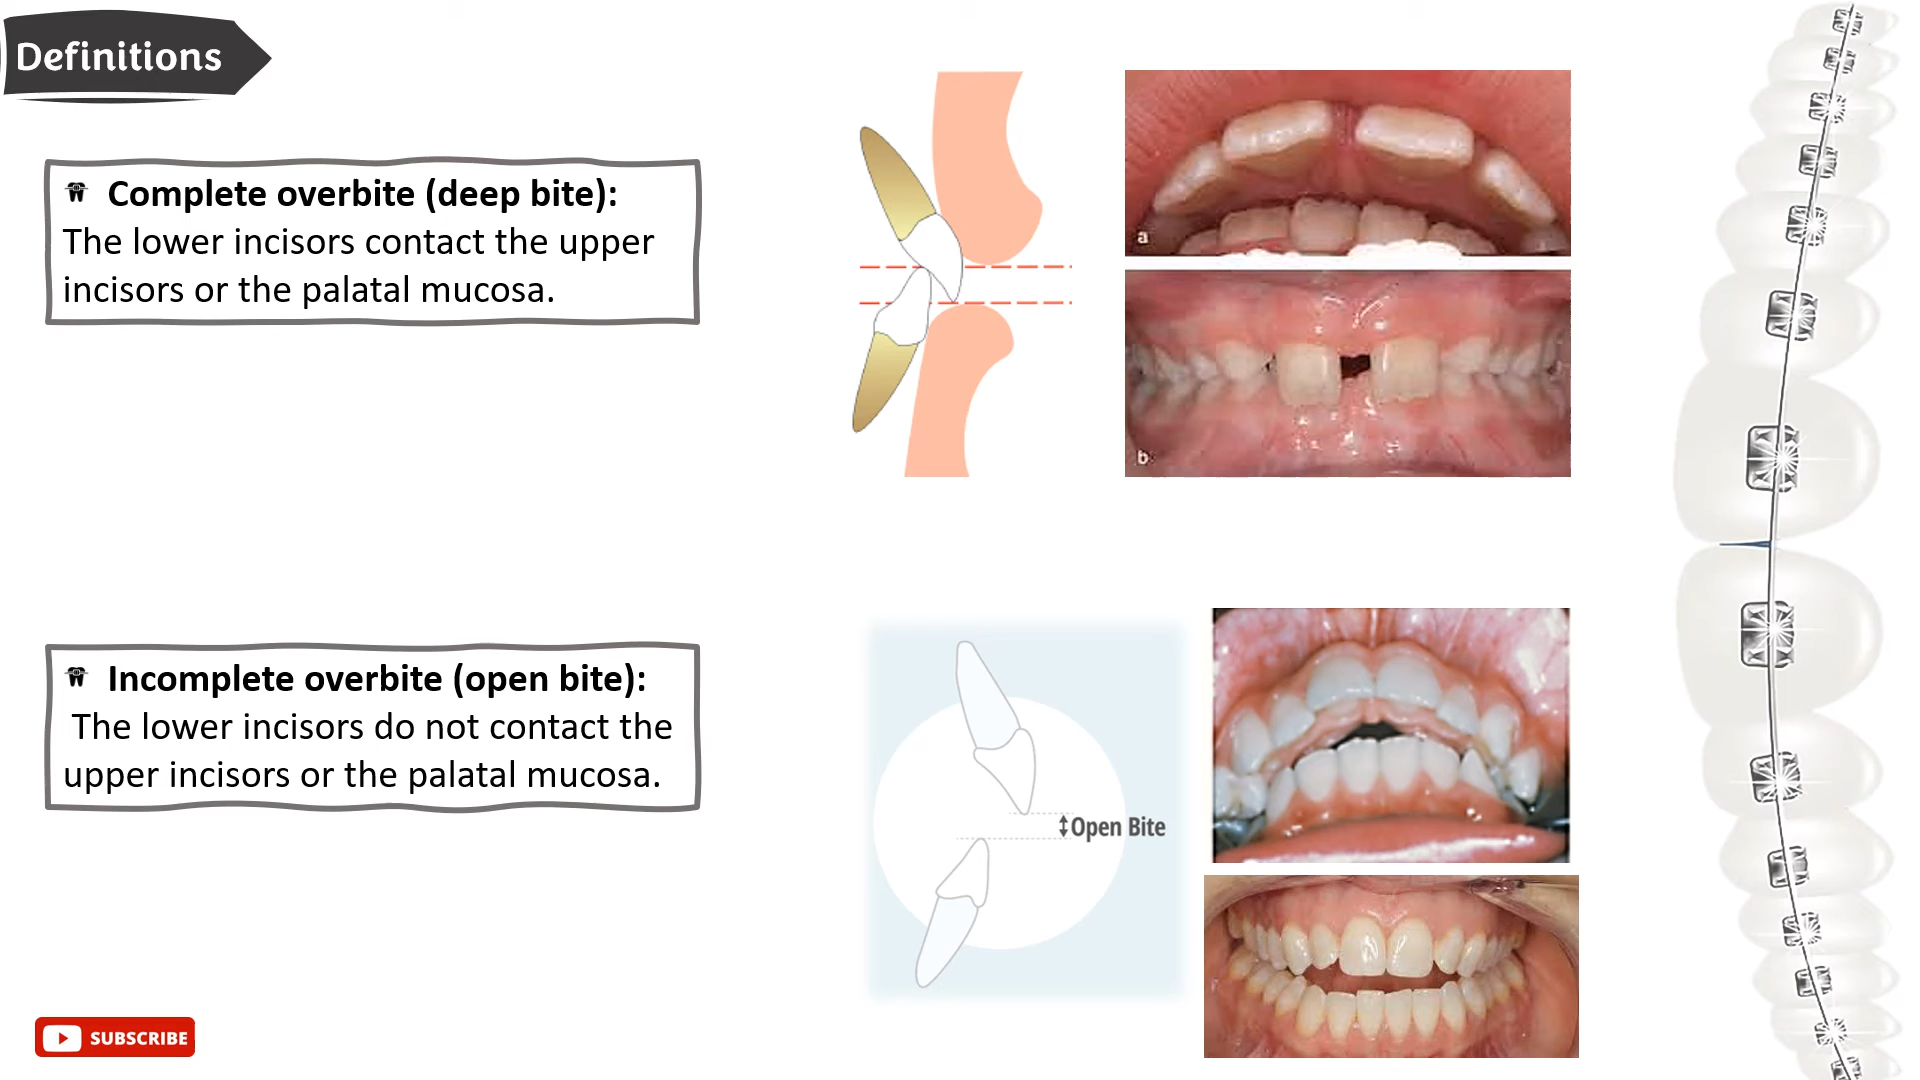 Definitions
Complete overbite (deep bite):
The lower incisors contact the upper
incisors or the palatal mucosa.
a
b
Incomplete overbite (open bite):
The lower incisors do not contact the
upper incisors or the palatal mucosa.
Open Bite
SUBSCRIBE